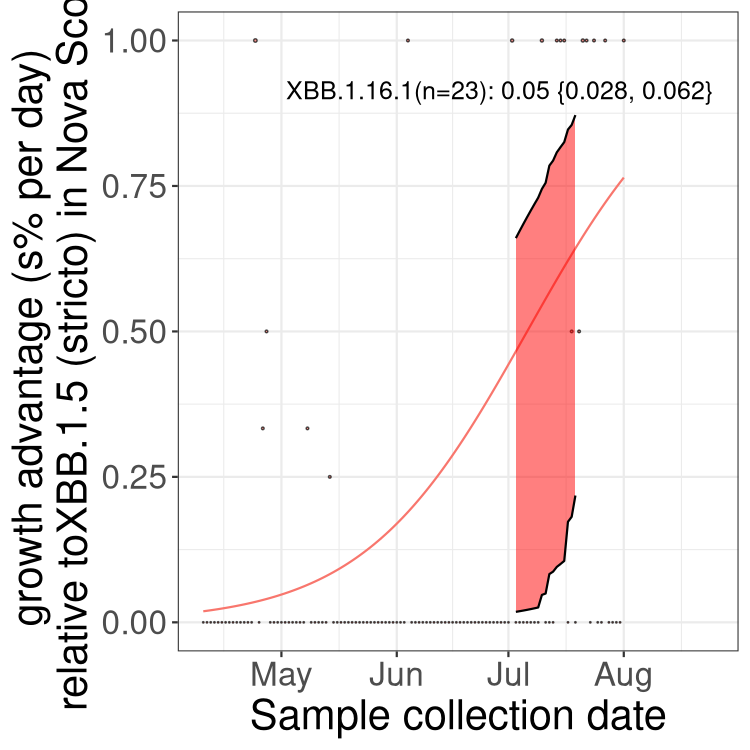 growth advantage (s% per day)
relative toXBB.1.5 (stricto) in Nova Sco
1.00
0.75
0.50
0.25
0.00
XBB.1.16.1(n=23): 0.05 {0.028, 0.062}
May Jun Jul Aug
Sample collection date